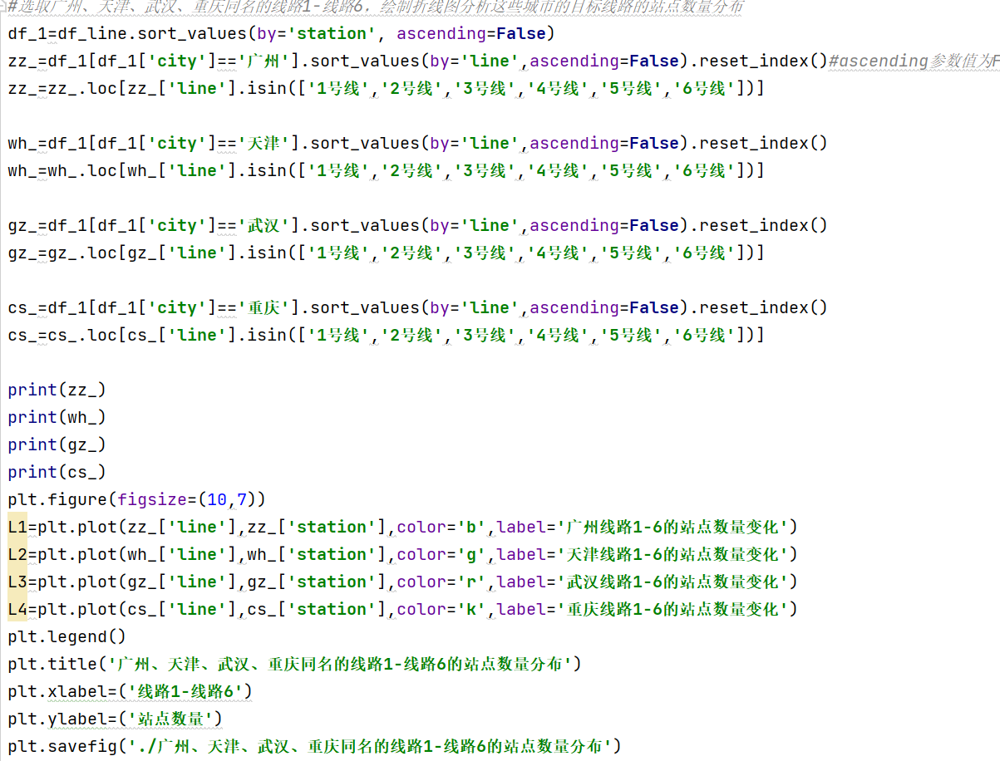 #选取广州、天津、武汉、重庆同名的线路1-线路6，绘制折线图分析这些城市的目标线路的站点数量分布
df_1=df_line.sort_values(by='station', ascending=False)
zz_=df_1[df_1['city']=='广州'].sort_values(by='line',ascending=False).reset_index()#ascending参数值为F
zz_=zz_.loc[zz_['line'].isin(['1号线','2号线','3号线','4号线','5号线','6号线'])]
wh_=df_1[df_1['city']=='天津'].sort_values(by='line',ascending=False).reset_index()
wh_=wh_.loc[wh_['line'].isin(['1号线','2号线','3号线','4号线','5号线','6号线'])]
gz_=df_1[df_1['city']=='武汉'].sort_values(by='line',ascending=False).reset_index()
gz_=gz_.loc[gz_['line'].isin(['1号线','2号线','3号线','4号线','5号线','6号线'])]
cs_=df_1[df_1['city']=='重庆'].sort_values(by='line',ascending=False).reset_index()
cs_=cs_.loc[cs_['line'].isin(['1号线','2号线','3号线','4号线','5号线','6号线'])]
print(zz_)
print(wh_)
print(gz_)
print(cs_)
plt.figure(figsize=(10,7))
L1=plt.plot(zz_['line'],zz_['station'],color='b',label='广州线路1-6的站点数量变化')
L2=plt.plot(wh_['line'],wh_['station'],color='g',label='天津线路1-6的站点数量变化')
L3=plt.plot(gz_['line'],gz_['station'],color='r',label='武汉线路1-6的站点数量变化')
L4=plt.plot(cs_['line'],cs_['station'],color='k',label='重庆线路1-6的站点数量变化')
plt.legend()
plt.title('广州、天津、武汉、重庆同名的线路1-线路6的站点数量分布')
plt.xlabel=('线路1-线路6')
plt.ylabel=('站点数量')
plt.savefig('./广州、天津、武汉、重庆同名的线路1-线路6的站点数量分布')